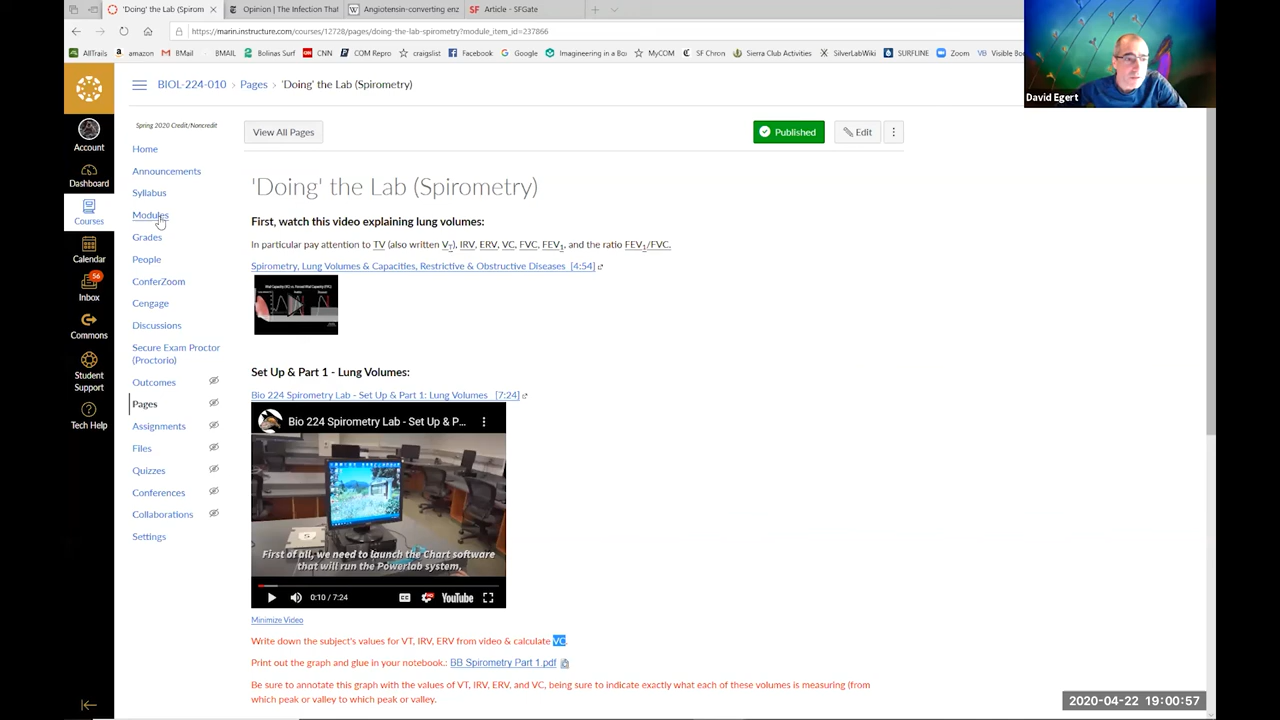 'Doing' the Lab (Spirom
Opinion | The Infection That
Angiotensin-converting enz
SF
Article - SFGate
https://marin.instructure.com/courses/12728/pages/doing-the-lab-spirometry?module_item_id=237866
AllTrails
amazon
BMail
BMAIL
Bolinas Surf
CNN
COM Repro
craigslist
Facebook
Google
Imagineering in a Bo
MyCOM
SF Chron
Sierra Club Activities
SilverLabWiki
SURFLINE
Zoom
Visible Bo
David Egert
BIOL-224-010 › Pages › 'Doing' the Lab (Spirometry)
Account
Dashboard
Courses
Calendar
56
Inbox
Commons
Student
Support
Tech Help
Spring 2020 Credit/Noncredit
Home
Announcements
Syllabus
Modules
Grades
People
ConferZoom
Cengage
Discussions
Secure Exam Proctor
(Proctorio)
Outcomes
Pages
Assignments
Files
Quizzes
Conferences
Collaborations
Settings
View All Pages
Published
Edit
'Doing' the Lab (Spirometry)
First, watch this video explaining lung volumes:
In particular pay attention to TV (also written VT), IRV, ERV, VC, FVC, FEV1, and the ratio FEV1/FVC.
Spirometry, Lung Volumes & Capacities, Restrictive & Obstructive Diseases [4:54]
Set Up & Part 1 - Lung Volumes:
Bio 224 Spirometry Lab - Set Up & Part 1: Lung Volumes [7:24]
Bio 224 Spirometry Lab - Set Up & P...
First of all, we need to launch the Chart software
that will run the Powerlab system,
0:10 / 7:24
YouTube
Minimize Video
Write down the subject's values for VT, IRV, ERV from video & calculate VC.
Print out the graph and glue in your notebook.: BB Spirometry Part 1.pdf
Be sure to annotate this graph with the values of VT, IRV, ERV, and VC, being sure to indicate exactly what each of these volumes is measuring (from
which peak or valley to which peak or valley.
2020-04-22 19:00:57